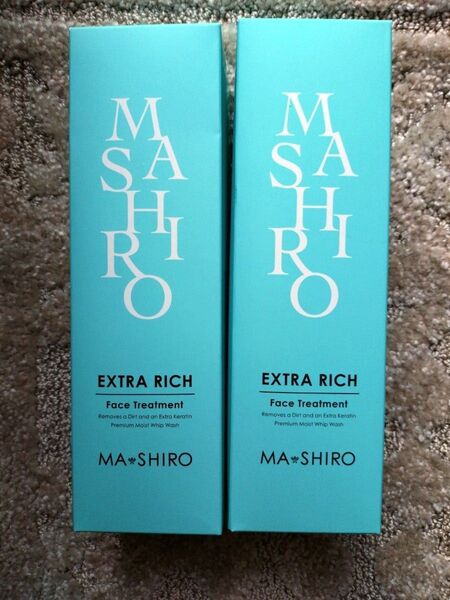 MASHIRO
EXTRA RICH
Face Treatment
Removes a Dirt and an Extra Keratin
Premium Moist Whip Wash
MA SHIRO
MASHIRO
EXTRA RICH
Face Treatment
Removes a Dirt and an Extra Keratin
Premium Moist Whip Wash
MA SHIRO